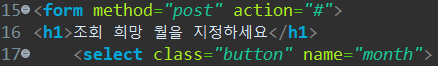 15 <form method="post" action="#">
16 <h1>조회 희망 월을 지정하세요</h1>
17 <select class="button" name="month">